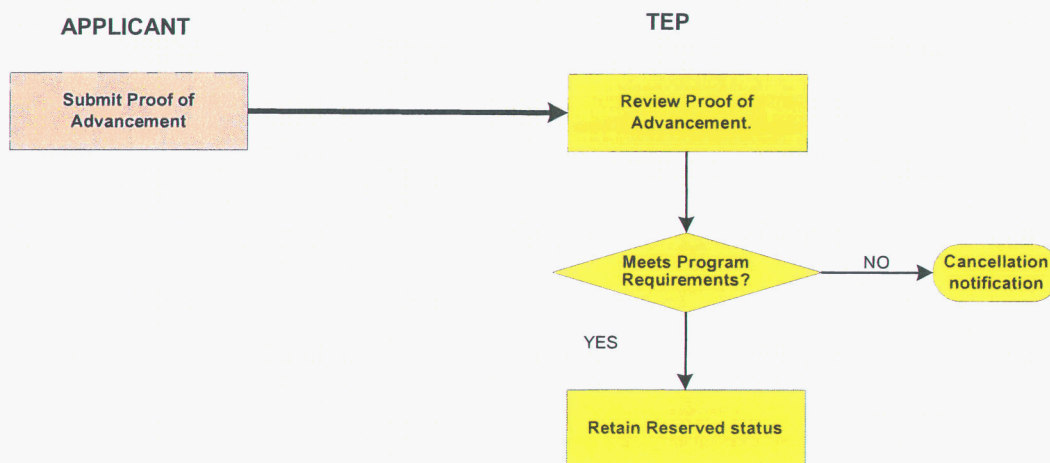 APPLICANT
TEP
Submit Proof of
Advancement
Review Proof of
Advancement.
Meets Program
Requirements?
NO
Cancellation
notification
YES
Retain Reserved status